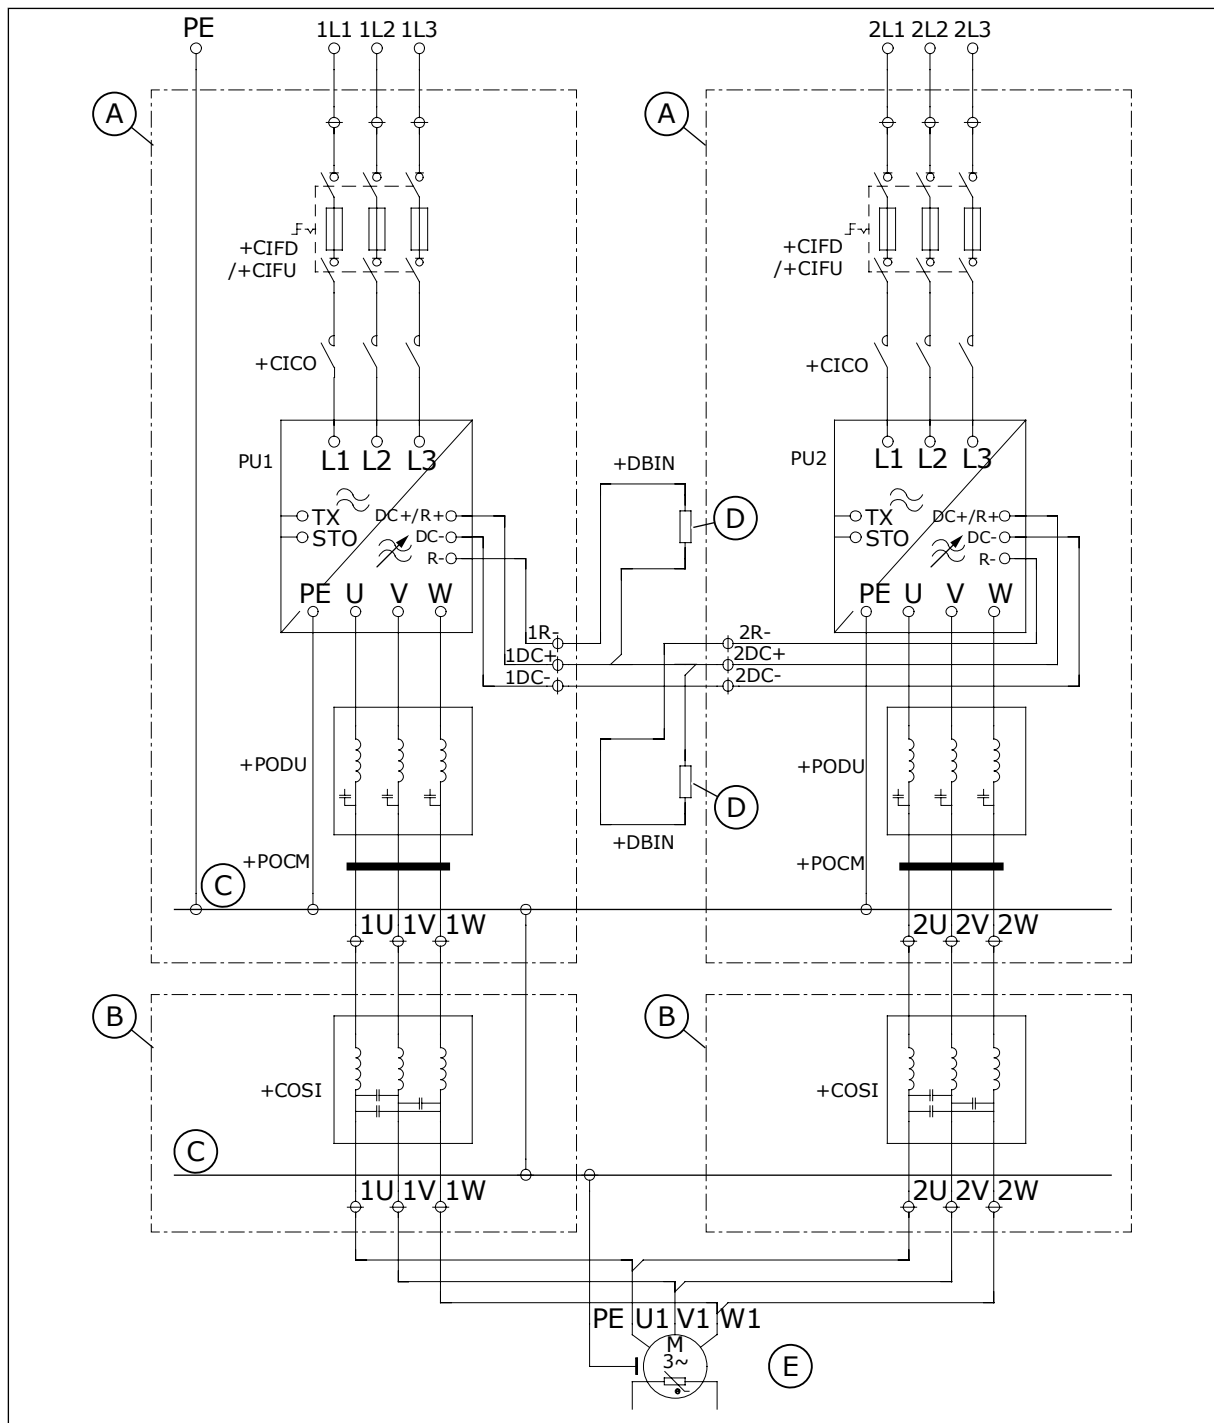 PE 1L1 1L2 1L3 2L1 2L2 2L3
A A
+CIFD +CIFD
/+CIFU /+CIFU
+CICO +CICO
PU1 L1 L2 L3 +DBIN PU2 L1 L2 L3
TX DC+/R+ D TX DC+/R+
STO DC- STO DC-
R- R-
PE U V W PE U V W
1R- 2R-
1DC+ 2DC+
1DC- 2DC-
+PODU +PODU
D
+DBIN
+POCM +POCM
C
1U 1V 1W 2U 2V 2W
B B
+COSI +COSI
C
1U 1V 1W 2U 2V 2W
PE U1 V1 W1
M
3~ E